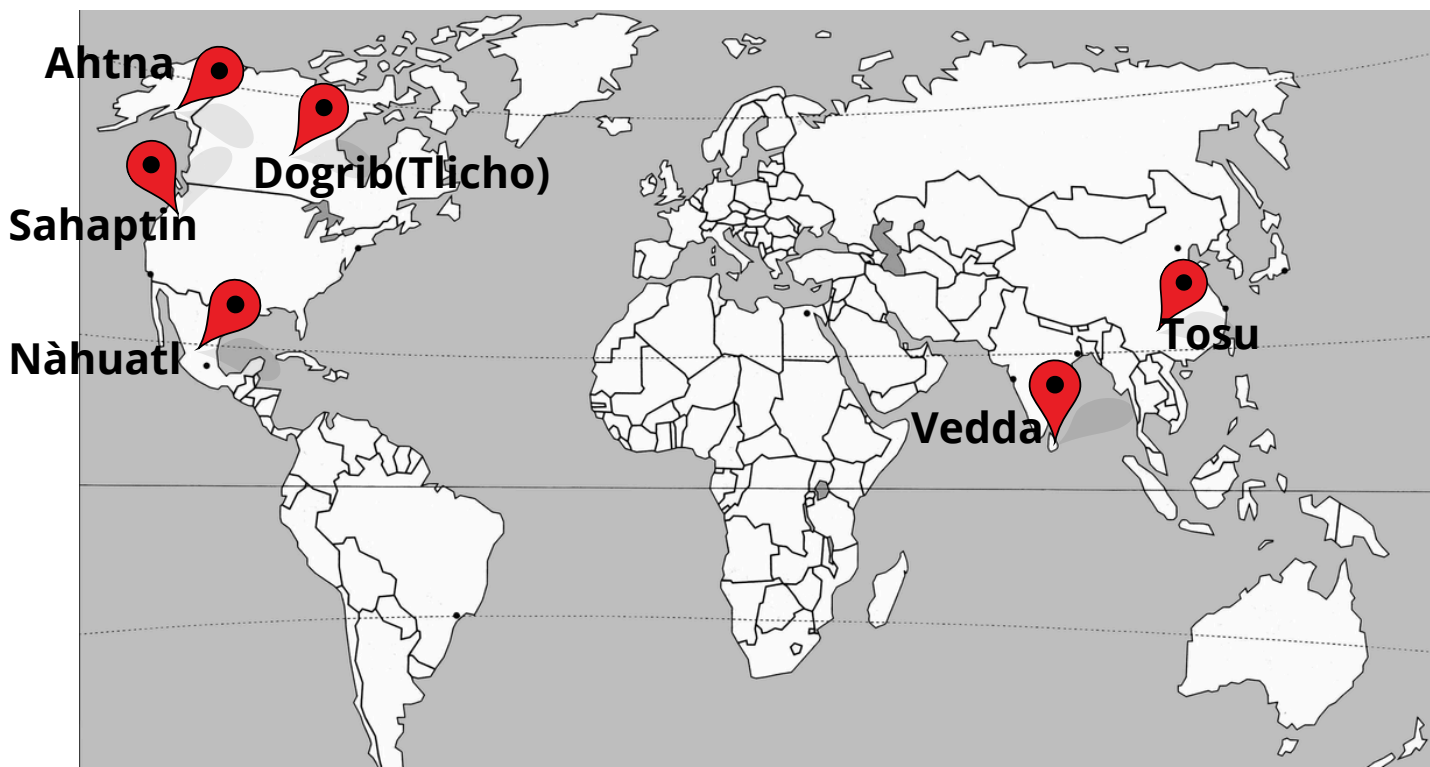 Ahtna
Dogrib(Tlicho)
Sahaptin
Nàhuatl
Tosu
Vedda